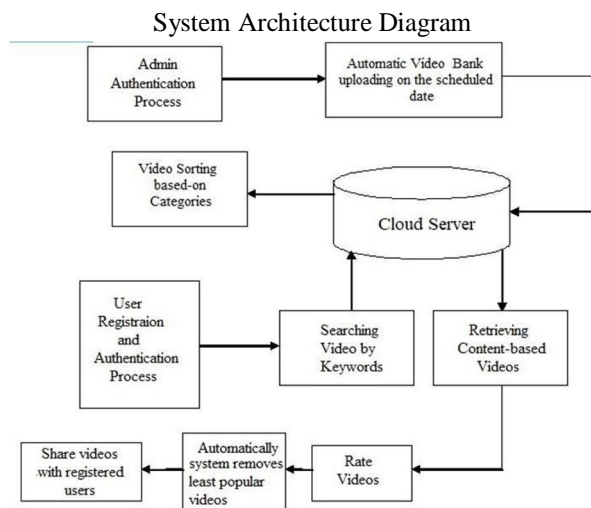 System Architecture Diagram
Admin
Authentication
Process
Automatic Video Bank
uploading on the scheduled
date
Video Sorting
based-on
Categories
Cloud Server
User
Registraion
and
Authentication
Process
Searching
Video by
Keywords
Retrieving
Content-based
Videos
Share videos
.with registered
users
Automatically
system removes
least popular
videos
Rate
Videos